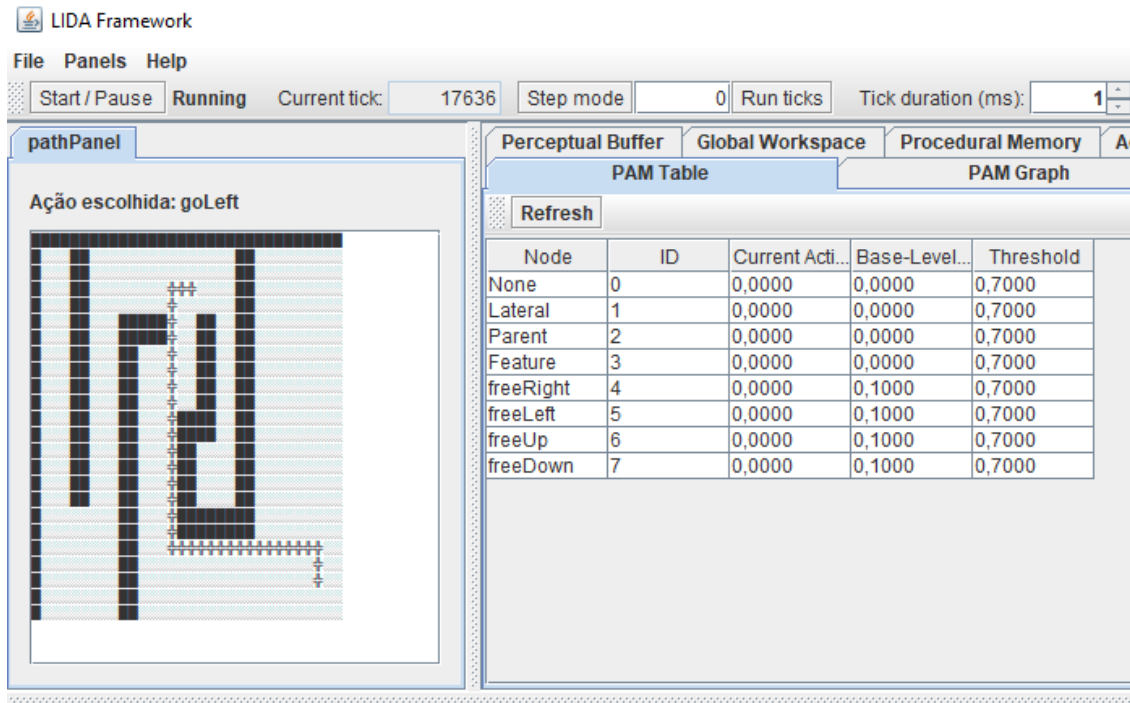 LIDA Framework
File Panels Help
Start / Pause Running Current tick: 17636 Step mode 0 Run ticks Tick duration (ms): 1
pathPanel
Ação escolhida: goLeft
Perceptual Buffer Global Workspace Procedural Memory A
PAM Table PAM Graph
Refresh
Node ID Current Acti... Base-Level... Threshold
None 0 0,0000 0,0000 0,7000
Lateral 1 0,0000 0,0000 0,7000
Parent 2 0,0000 0,0000 0,7000
Feature 3 0,0000 0,0000 0,7000
freeRight 4 0,0000 0,1000 0,7000
freeLeft 5 0,0000 0,1000 0,7000
freeUp 6 0,0000 0,1000 0,7000
freeDown 7 0,0000 0,1000 0,7000